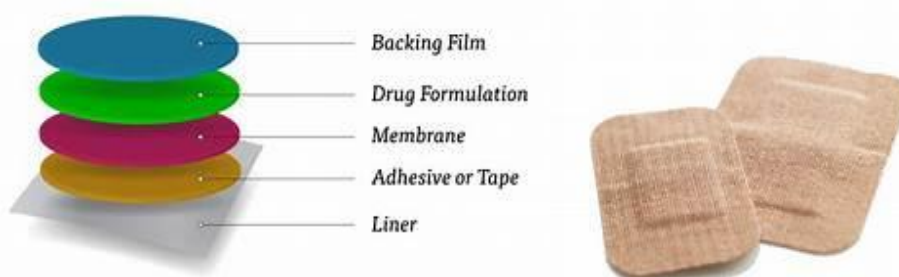 Backing Film
Drug Formulation
Membrane
Adhesive or Tape
Liner